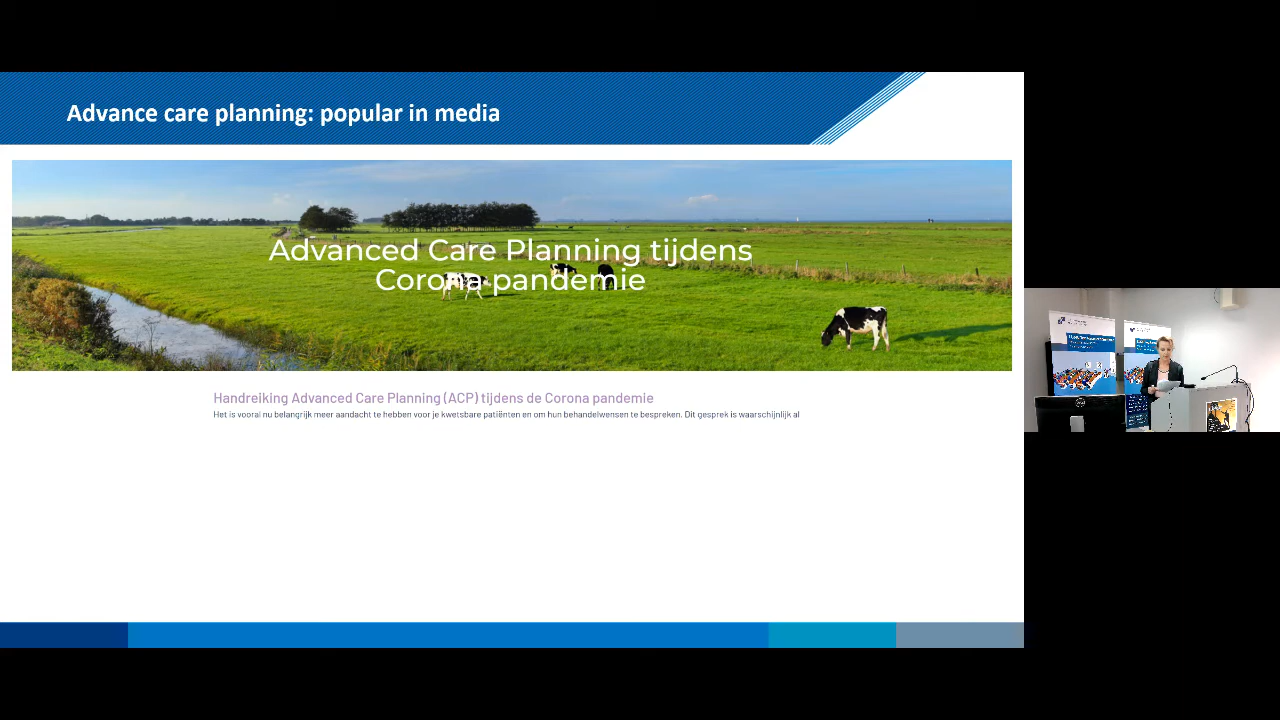 Advance care planning: popular in media
Advanced Care Planning tijdens
Corona pandemie
Handreiking Advanced Care Planning (ACP) tijdens de Corona pandemie
Het is vooral nu belangrijk meer aandacht te hebben voor je kwetsbare patiënten en om hun behandelwensen te bespreken. Dit gesprek is waarschijnlijk al